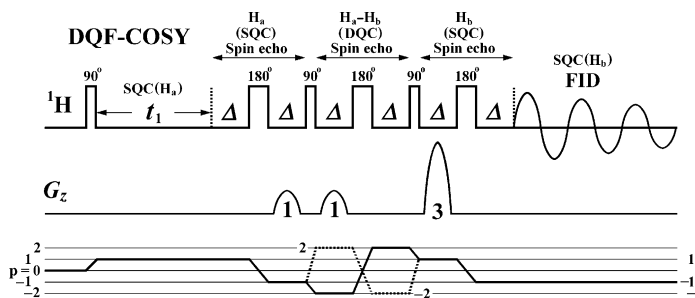 DQF-COSY
Ha
(SQC)
Spin echo
Ha–Hb
(DQC)
Spin echo
Hb
(SQC)
Spin echo
90° SQC(Ha) 180° 90° 180° 90° 180° SQC(Hb)
FID
¹H t₁ Δ Δ Δ Δ Δ Δ
Gz 1 1 3
2 2
1 1
p = 0
−1 −1
−2 −2 −